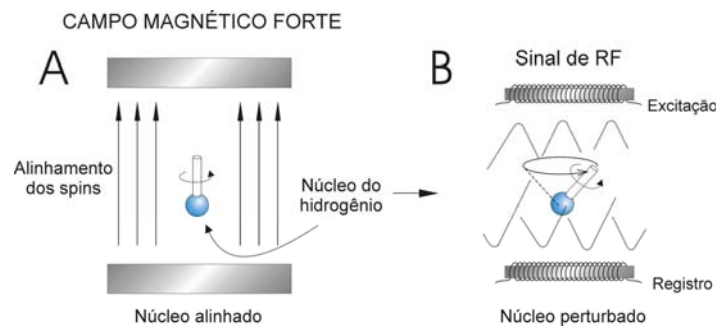 CAMPO MAGNÉTICO FORTE
A
Alinhamento
dos spins
Núcleo alinhado
Núcleo do
hidrogênio
Sinal de RF
B
Excitação
Registro
Núcleo perturbado